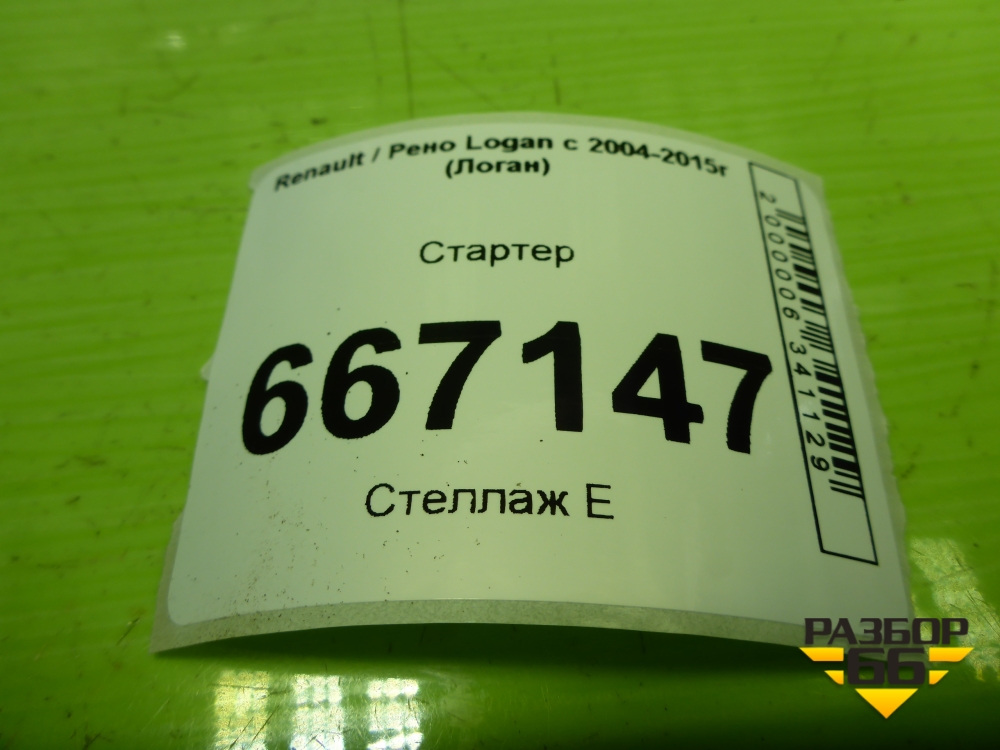 Renault / Рено Logan с 2004-2015г
(Логан)
Стартер
667147
Стеллаж Е
2000006341129
РАЗБОР
66